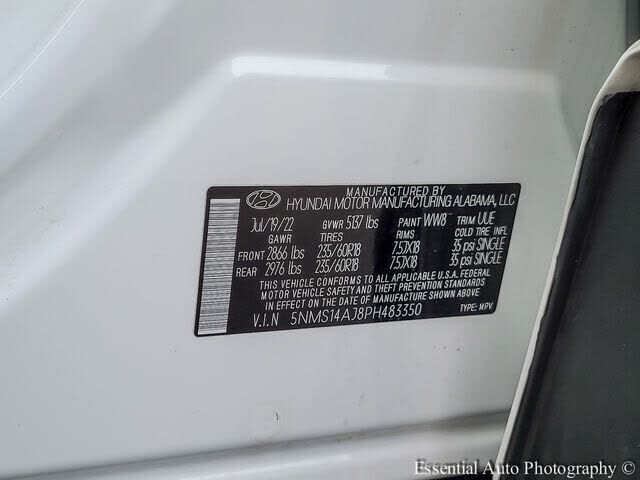 MANUFACTURED BY
HYUNDAI MOTOR MANUFACTURING ALABAMA, LLC
Jul/19/22 GVWR 5137 lbs PAINT WW8 TRIM UUE
GAWR TIRES RIMS COLD TIRE INFL
FRONT 2866 lbs 235/60R18 7.5JX18 35 psi SINGLE
REAR 2976 lbs 235/60R18 7.5JX18 35 psi SINGLE
THIS VEHICLE CONFORMS TO ALL APPLICABLE U.S.A. FEDERAL
MOTOR VEHICLE SAFETY AND THEFT PREVENTION STANDARDS
IN EFFECT ON THE DATE OF MANUFACTURE SHOWN ABOVE.
V.I.N 5NMS14AJ8PH483350 TYPE: MPV
Essential Auto Photography ©